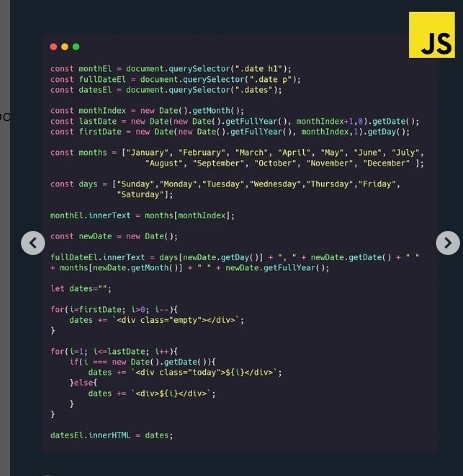 JS
const monthEl = document.querySelector(".date h1");
const fullDateEl = document.querySelector(".date p");
const datesEl = document.querySelector(".dates");
const monthIndex = new Date().getMonth();
const lastDate = new Date(new Date().getFullYear(), monthIndex+1,0).getDate();
const firstDate = new Date(new Date().getFullYear(), monthIndex,1).getDay();
const months = ["January", "February", "March", "April", "May", "June", "July",
"August", "September", "October", "November", "December" ];
const days = ["Sunday","Monday","Tuesday","Wednesday","Thursday","Friday",
"Saturday"];
monthEl.innerText = months[monthIndex];
const newDate = new Date();
fullDateEl.innerText = days[newDate.getDay()] + ", " + newDate.getDate() + " "
+ months[newDate.getMonth()] + " " + newDate.getFullYear();
let dates="";
for(i=firstDate; i>0; i--){
dates += `<div class="empty"></div>`;
}
for(i=1; i<=lastDate; i++){
if(i === new Date().getDate()){
dates += `<div class="today">${i}</div>`;
}else{
dates += `<div>${i}</div>`;
}
}
datesEl.innerHTML = dates;